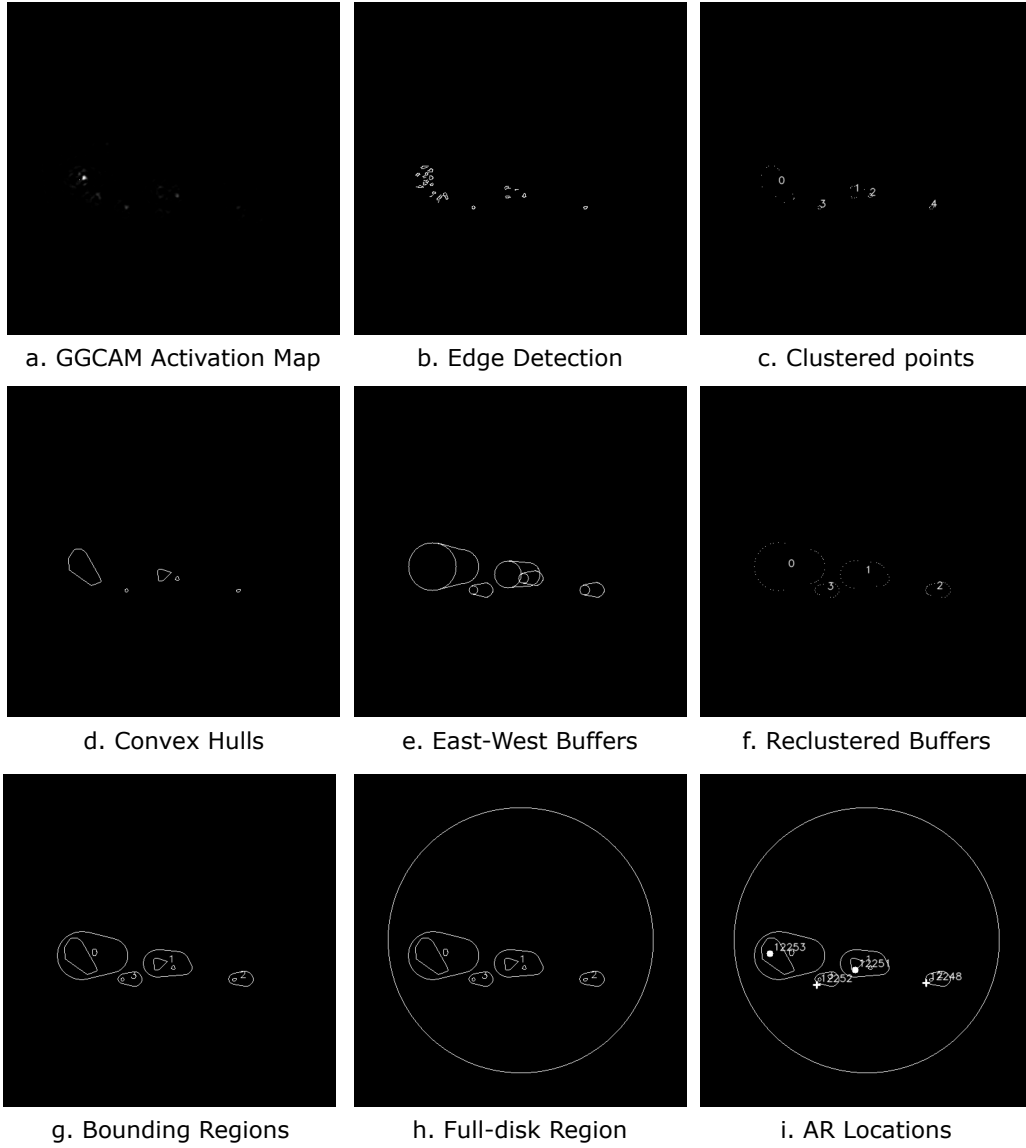 a. GGCAM Activation Map
b. Edge Detection
0
1
2
3
4
c. Clustered points
d. Convex Hulls
e. East-West Buffers
0
1
3
2
f. Reclustered Buffers
0
1
3
2
g. Bounding Regions
0
1
3
2
h. Full-disk Region
12253
12251
12252
12248
i. AR Locations